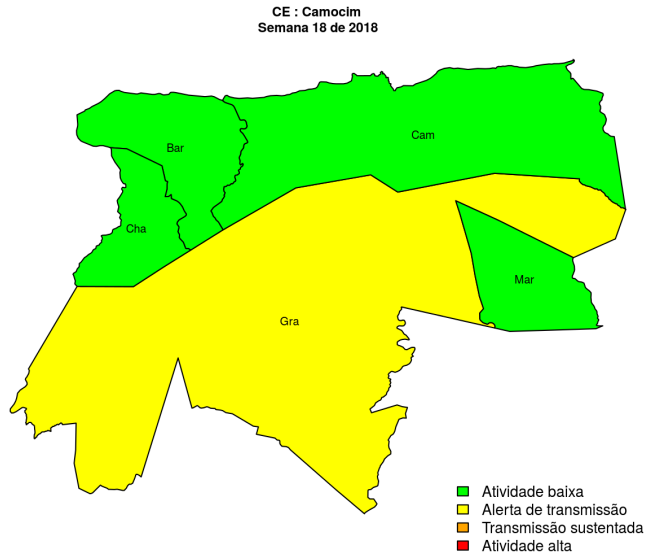 CE : Camocim
Semana 18 de 2018
Bar
Cam
Cha
Mar
Gra
Atividade baixa
Alerta de transmissão
Transmissão sustentada
Atividade alta